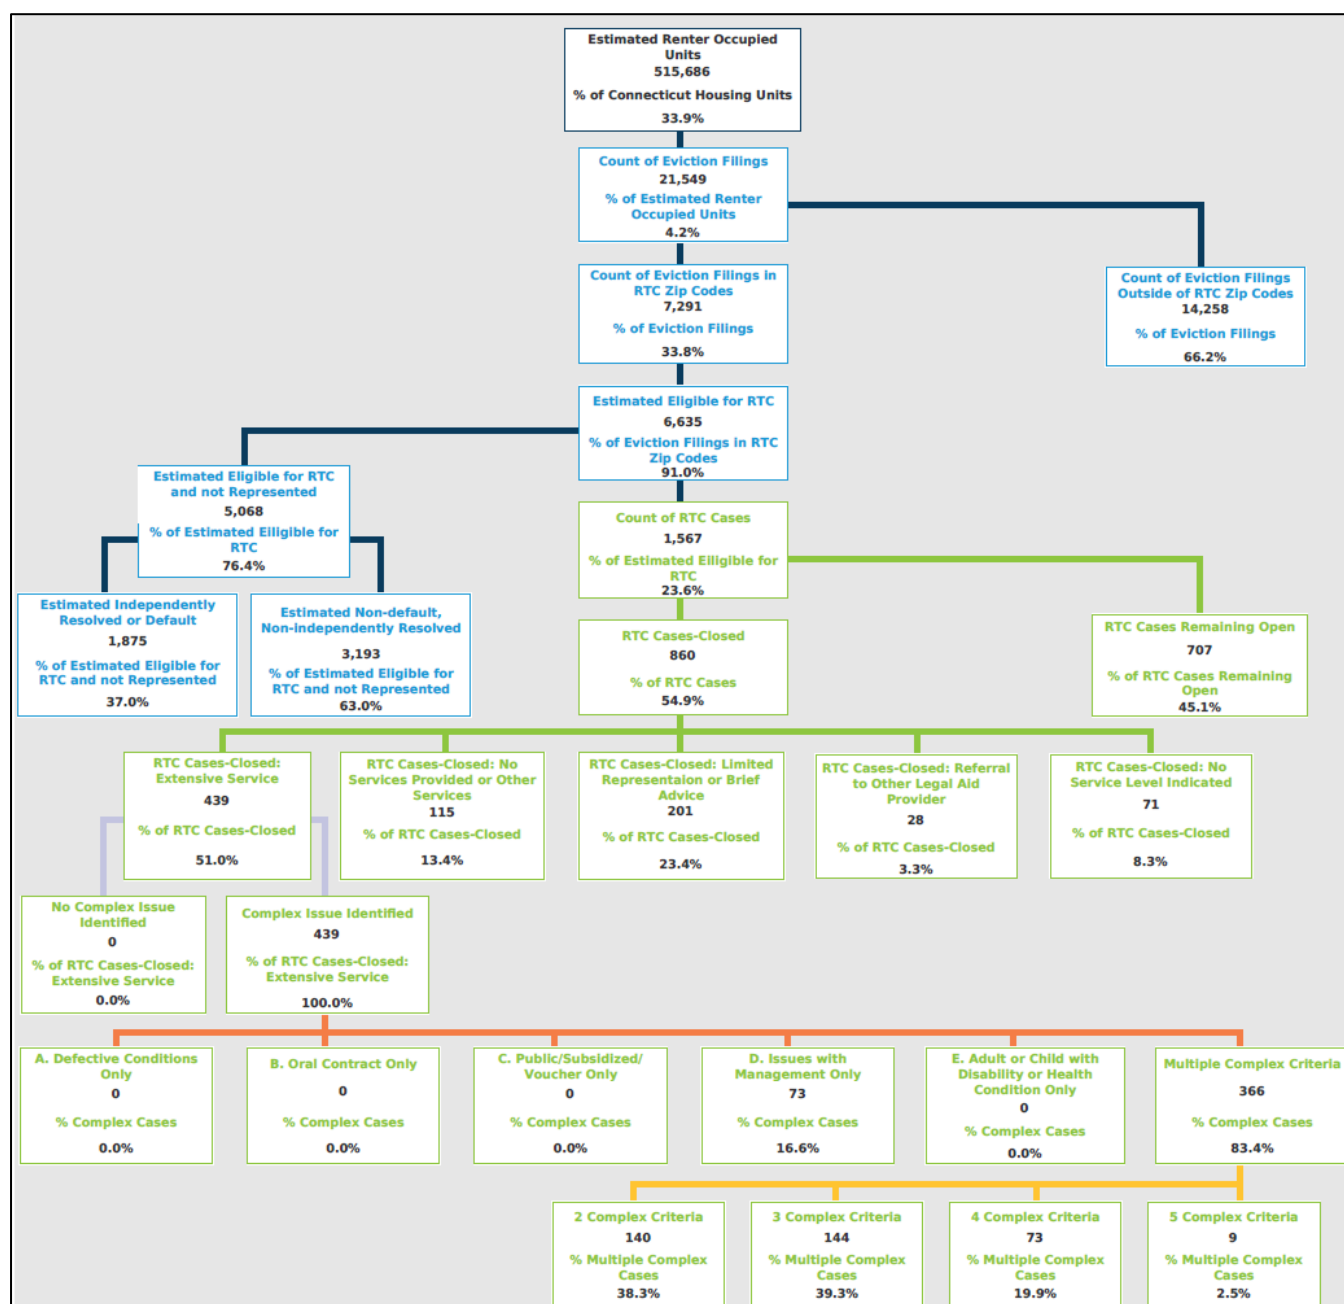 Estimated Renter Occupied
Units
515,686
% of Connecticut Housing Units
33.9%
Count of Eviction Filings
21,549
% of Estimated Renter
Occupied Units
4.2%
Count of Eviction Filings in
RTC Zip Codes
7,291
% of Eviction Filings
33.8%
Count of Eviction Filings
Outside of RTC Zip Codes
14,258
% of Eviction Filings
66.2%
Estimated Eligible for RTC
6,635
% of Eviction Filings in RTC
Zip Codes
91.0%
Estimated Eligible for RTC
and not Represented
5,068
% of Estimated Eiligible for
RTC
76.4%
Count of RTC Cases
1,567
% of Estimated Eligible for
RTC
23.6%
Estimated Independently
Resolved or Default
1,875
% of Estimated Eligible for
RTC and not Represented
37.0%
Estimated Non-default,
Non-independently Resolved
3,193
% of Estimated Eligible for
RTC and not Represented
63.0%
RTC Cases-Closed
860
% of RTC Cases
54.9%
RTC Cases Remaining Open
707
% of RTC Cases Remaining
Open
45.1%
RTC Cases-Closed:
Extensive Service
439
% of RTC Cases-Closed
51.0%
RTC Cases-Closed: No
Services Provided or Other
Services
115
% of RTC Cases-Closed
13.4%
RTC Cases-Closed: Limited
Representaion or Brief
Advice
201
% of RTC Cases-Closed
23.4%
RTC Cases-Closed: Referral
to Other Legal Aid
Provider
28
% of RTC Cases-Closed
3.3%
RTC Cases-Closed: No
Service Level Indicated
71
% of RTC Cases-Closed
8.3%
No Complex Issue
Identified
0
% of RTC Cases-Closed:
Extensive Service
0.0%
Complex Issue Identified
439
% of RTC Cases-Closed:
Extensive Service
100.0%
A. Defective Conditions
Only
0
% Complex Cases
0.0%
B. Oral Contract Only
0
% Complex Cases
0.0%
C. Public/Subsidized/
Voucher Only
0
% Complex Cases
0.0%
D. Issues with
Management Only
73
% Complex Cases
16.6%
E. Adult or Child with
Disability or Health
Condition Only
0
% Complex Cases
0.0%
Multiple Complex Criteria
366
% Complex Cases
83.4%
2 Complex Criteria
140
% Multiple Complex
Cases
38.3%
3 Complex Criteria
144
% Multiple Complex
Cases
39.3%
4 Complex Criteria
73
% Multiple Complex
Cases
19.9%
5 Complex Criteria
9
% Multiple Complex
Cases
2.5%